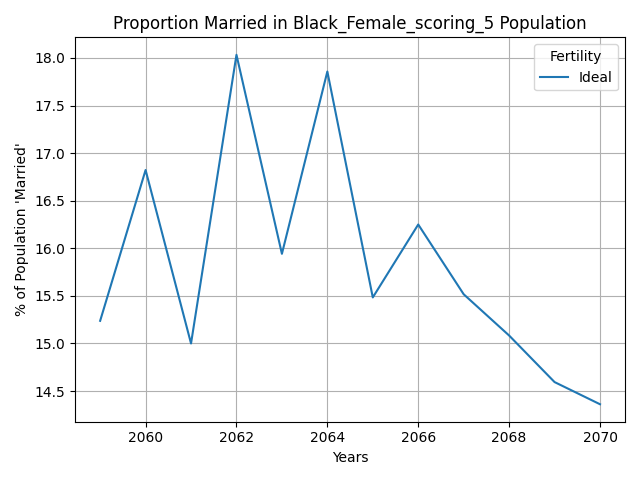 Proportion Married in Black_Female_scoring_5 Population
Fertility
Ideal
% of Population 'Married'
18.0
17.5
17.0
16.5
16.0
15.5
15.0
14.5
2060 2062 2064 2066 2068 2070
Years